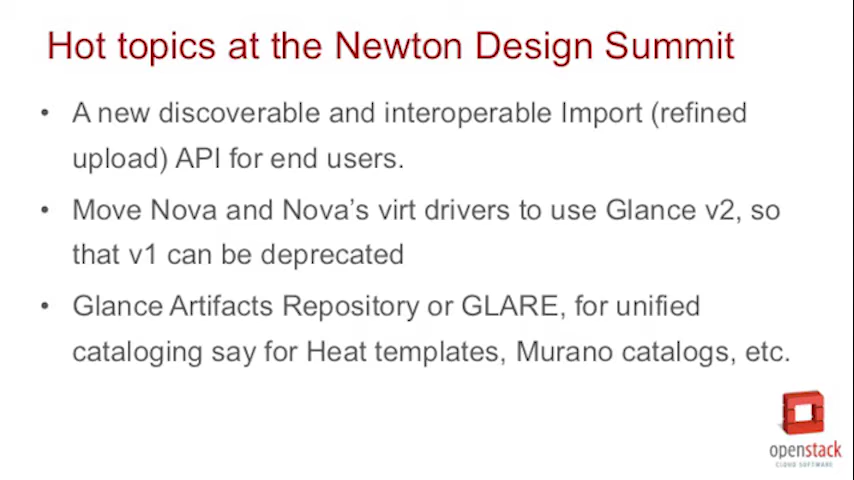 Hot topics at the Newton Design Summit
• A new discoverable and interoperable Import (refined
upload) API for end users.
• Move Nova and Nova’s virt drivers to use Glance v2, so
that v1 can be deprecated
• Glance Artifacts Repository or GLARE, for unified
cataloging say for Heat templates, Murano catalogs, etc.
openstack
CLOUD SOFTWARE